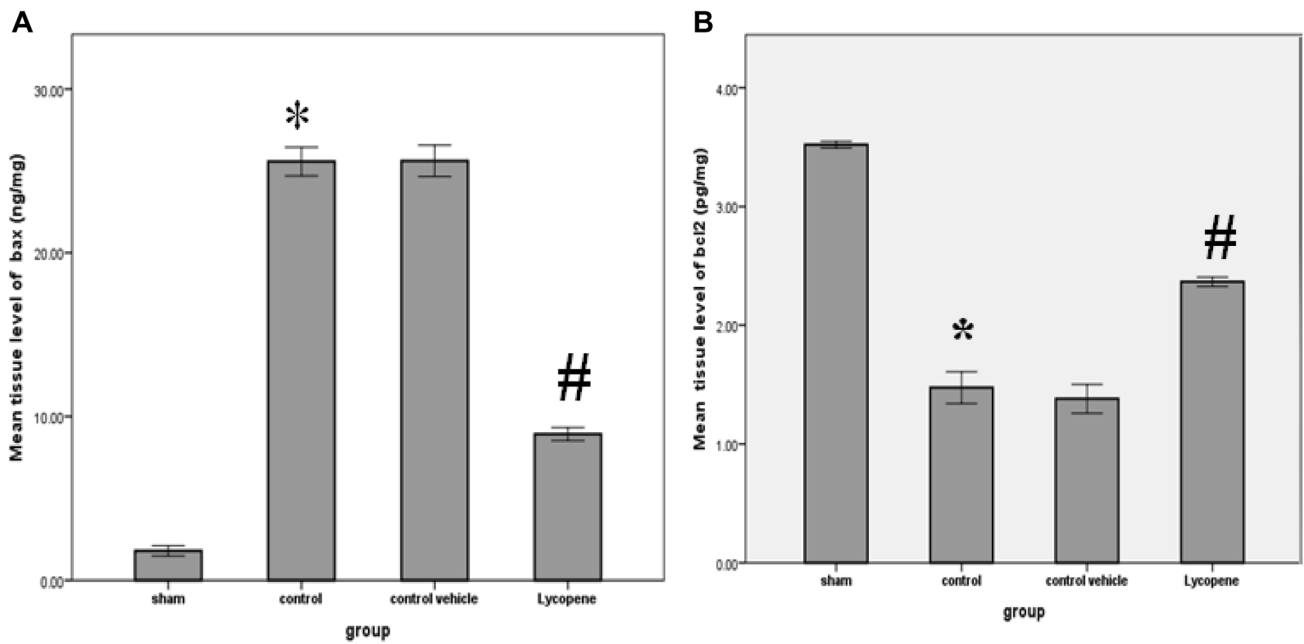 A
Mean tissue level of bax (ng/mg)
30.00
20.00
10.00
0.00
*
#
sham control control vehicle Lycopene
group
B
Mean tissue level of bcl2 (pg/mg)
4.00
3.00
2.00
1.00
0.00
*
#
sham control control vehicle Lycopene
group